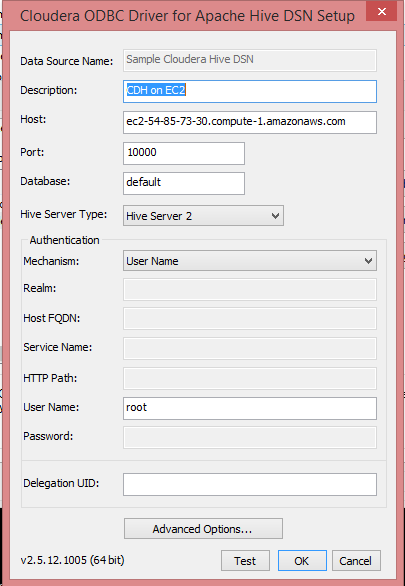 Cloudera ODBC Driver for Apache Hive DSN Setup
Data Source Name: Sample Cloudera Hive DSN
Description: CDH on EC2
Host: ec2-54-85-73-30.compute-1.amazonaws.com
Port: 10000
Database: default
Hive Server Type: Hive Server 2
Authentication
Mechanism: User Name
Realm:
Host FQDN:
Service Name:
HTTP Path:
User Name: root
Password:
Delegation UID:
Advanced Options...
v2.5.12.1005 (64 bit) Test OK Cancel